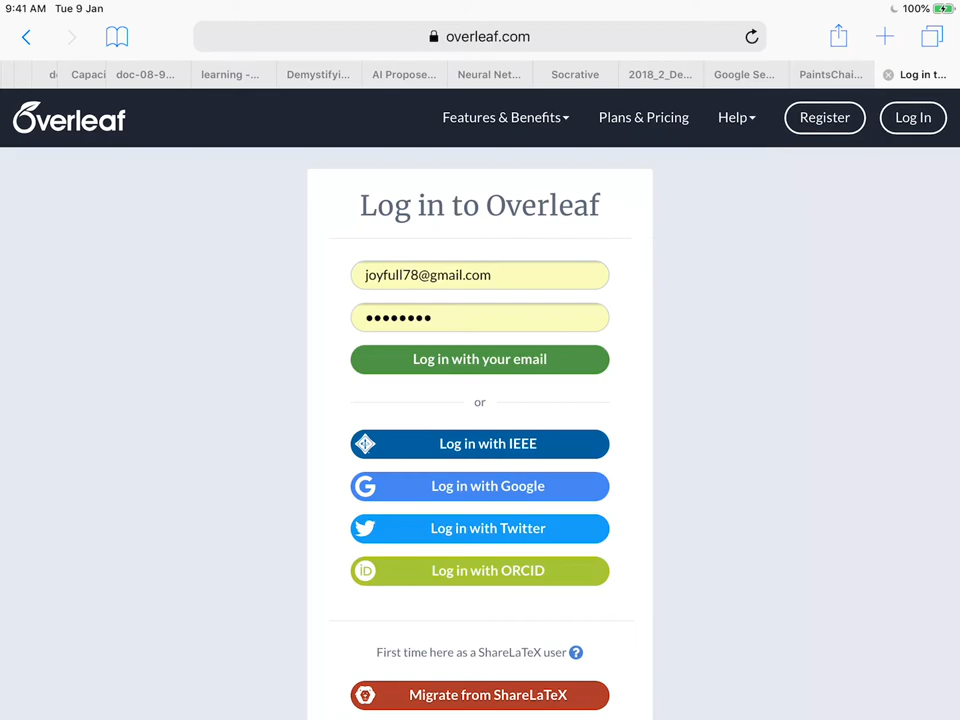 9:41 AM Tue 9 Jan 100%
overleaf.com
Capaci doc-08-9... learning -... Demystifyi... AI Propose... Neural Net... Socrative 2018_2_De... Google Se... PaintsChai... Log in t...
Overleaf Features & Benefits Plans & Pricing Help Register Log In
Log in to Overleaf
joyfull78@gmail.com
Log in with your email
or
Log in with IEEE
Log in with Google
Log in with Twitter
iD Log in with ORCID
First time here as a ShareLaTeX user ?
Migrate from ShareLaTeX